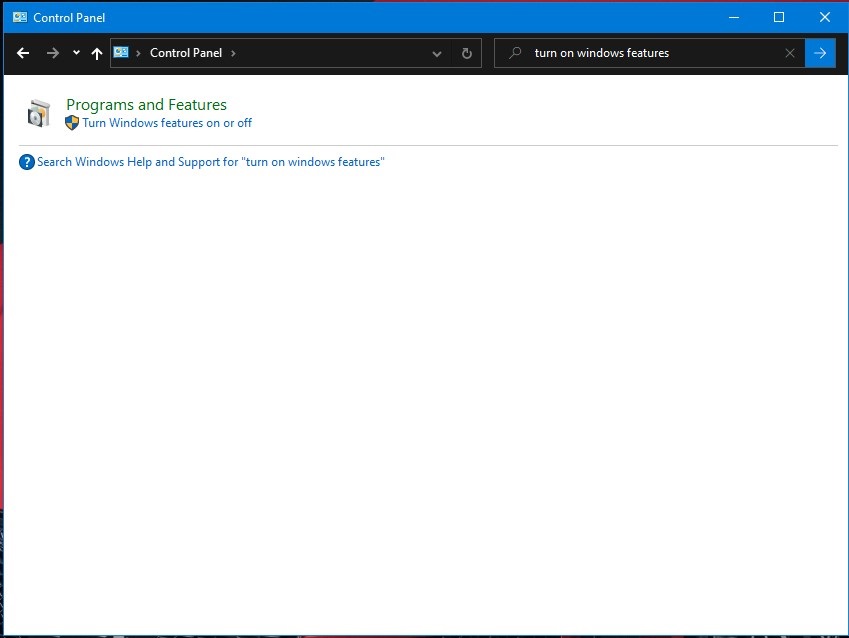 Control Panel
Control Panel
turn on windows features
Programs and Features
Turn Windows features on or off
Search Windows Help and Support for "turn on windows features"